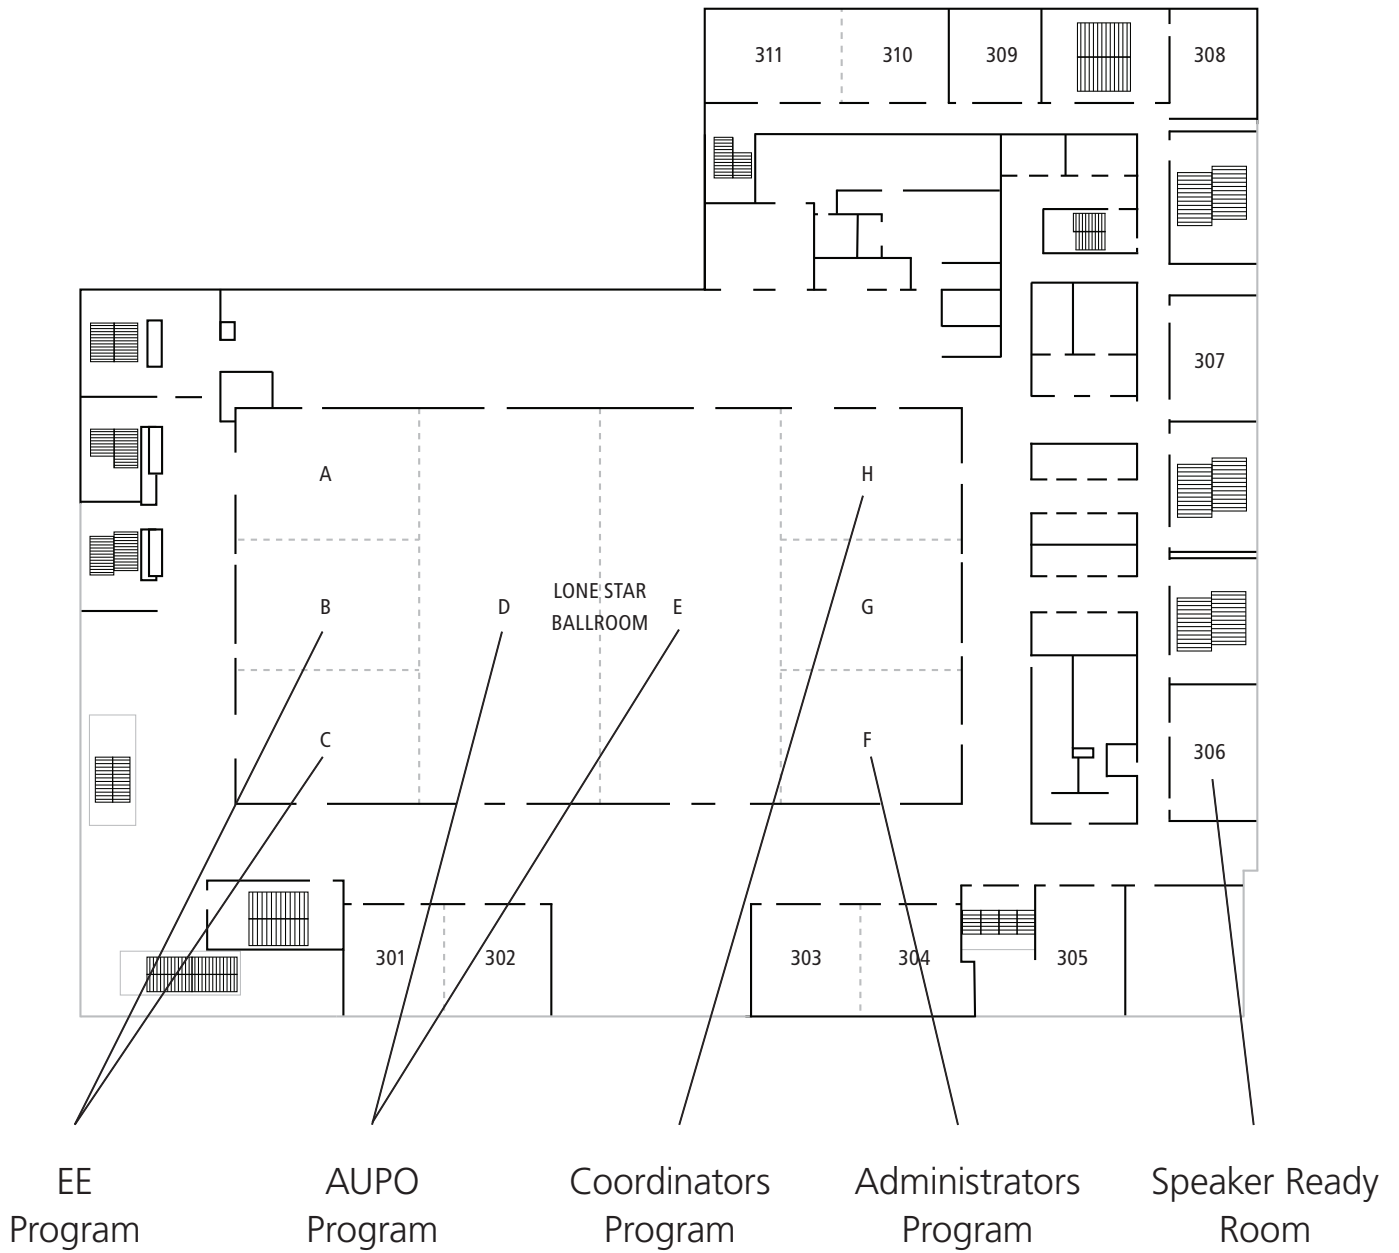 311
310
309
308
307
A
H
LONE STAR
B
D
E
G
BALLROOM
C
F
306
301
302
303
304
305
EE
Program
AUPO
Program
Coordinators
Program
Administrators
Program
Speaker Ready
Room